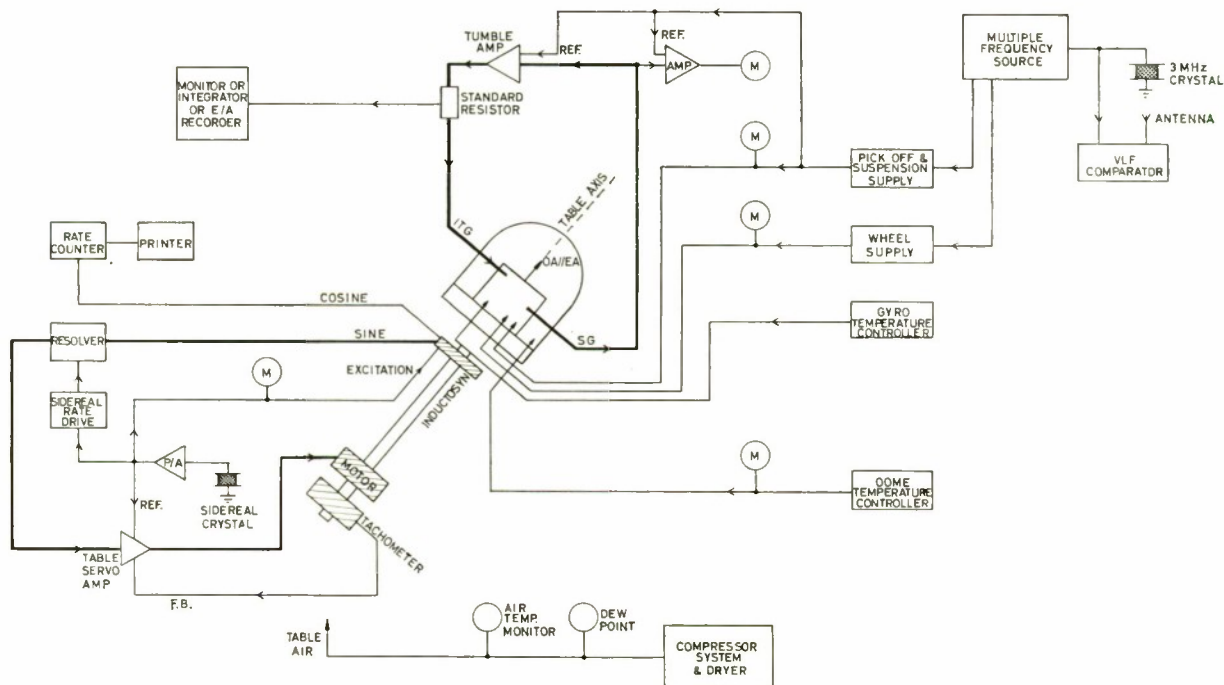 TUMBLE
AMP
REF.
REF.
AMP
M
MULTIPLE
FREQUENCY
SOURCE
3 MHz
CRYSTAL
ANTENNA
VLF
COMPARATOR
MONITOR OR
INTEGRATOR
OR E/A
RECORDER
STANDARD
RESISTOR
M
PICK OFF &
SUSPENSION
SUPPLY
TABLE AXIS
ITG
OA//EA
M
WHEEL
SUPPLY
RATE
COUNTER
PRINTER
COSINE
SINE
SG
GYRO
TEMPERATURE
CONTROLLER
RESOLVER
EXCITATION
M
INDUCTOSYN
SIDEREAL
RATE
DRIVE
P/A
SIDEREAL
CRYSTAL
REF.
MOTOR
TACHOMETER
M
DOME
TEMPERATURE
CONTROLLER
TABLE
SERVO
AMP
F.B.
TABLE
AIR
AIR
TEMP.
MONITOR
DEW
POINT
COMPRESSOR
SYSTEM
& DRYER